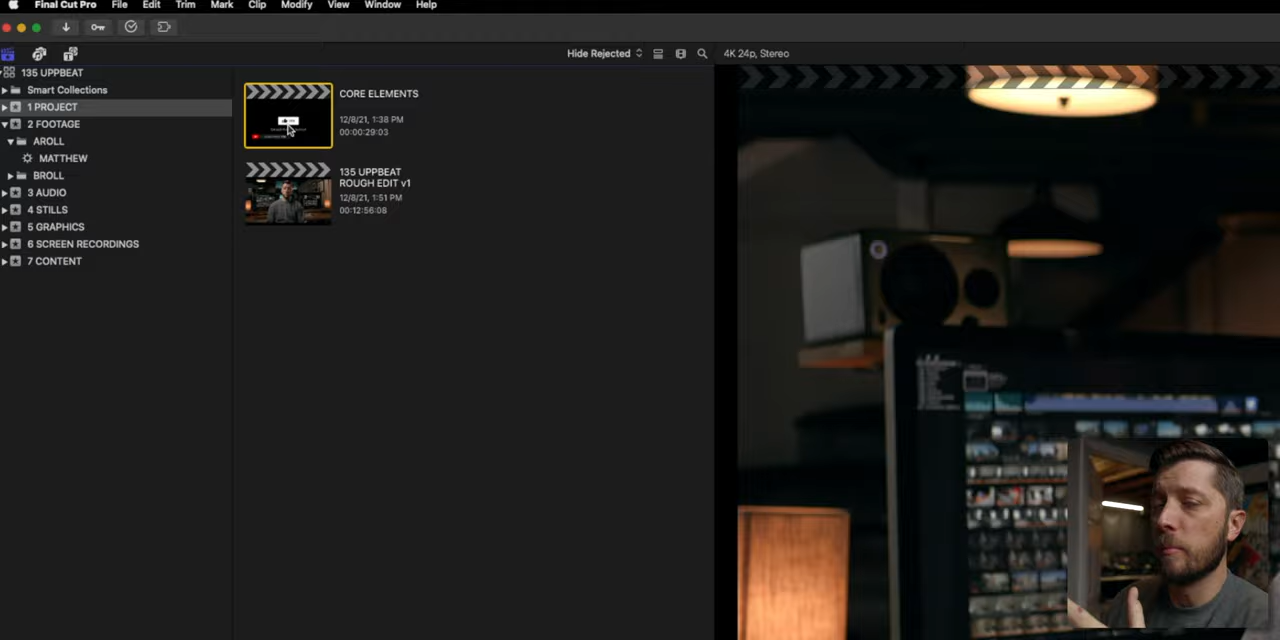 Final Cut Pro File Edit Trim Mark Clip Modify View Window Help
Hide Rejected
4K 24p, Stereo
135 UPPBEAT
Smart Collections
1 PROJECT
2 FOOTAGE
AROLL
MATTHEW
BROLL
3 AUDIO
4 STILLS
5 GRAPHICS
6 SCREEN RECORDINGS
7 CONTENT
CORE ELEMENTS
12/8/21, 1:38 PM
00:00:29:03
135 UPPBEAT
ROUGH EDIT v1
12/8/21, 1:51 PM
00:12:56:08